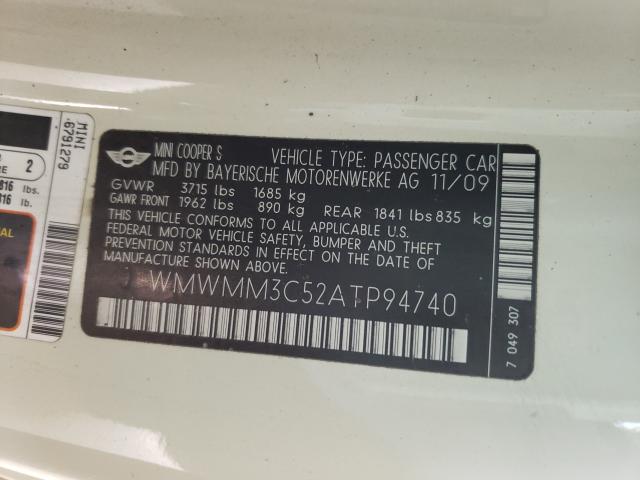 MINI COOPER S VEHICLE TYPE: PASSENGER CAR
MFD BY BAYERISCHE MOTORENWERKE AG 11/09
GVWR 3715 lbs 1685 kg
GAWR FRONT 1962 lbs 890 kg REAR 1841 lbs 835 kg
THIS VEHICLE CONFORMS TO ALL APPLICABLE U.S.
FEDERAL MOTOR VEHICLE SAFETY, BUMPER AND THEFT
PREVENTION STANDARDS IN EFFECT ON THE DATE OF
MANUFACTURE SHOWN ABOVE.
WMWMM3C52ATP94740
7 049 307
MINI
6791279
2
816 lbs.
816 lb.